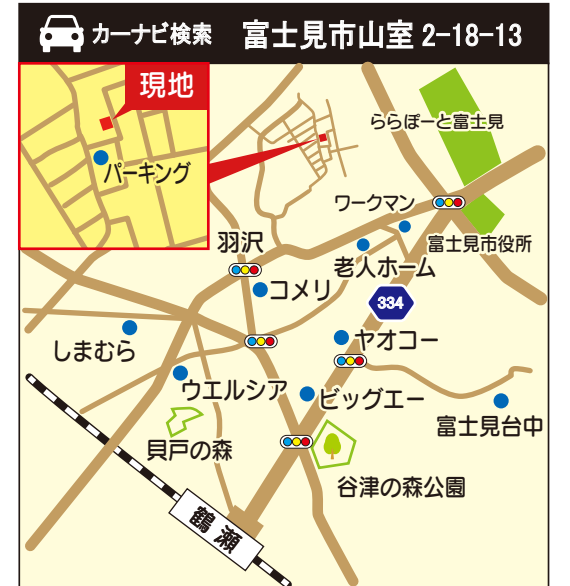 カーナビ検索 富士見市山室 2-18-13
現地
パーキング
ららぽーと富士見
ワークマン
羽沢
富士見市役所
老人ホーム
コメリ
334
しまむら
ヤオコー
ウエルシア
ビッグエー
富士見台中
貝戸の森
谷津の森公園
鶴瀬